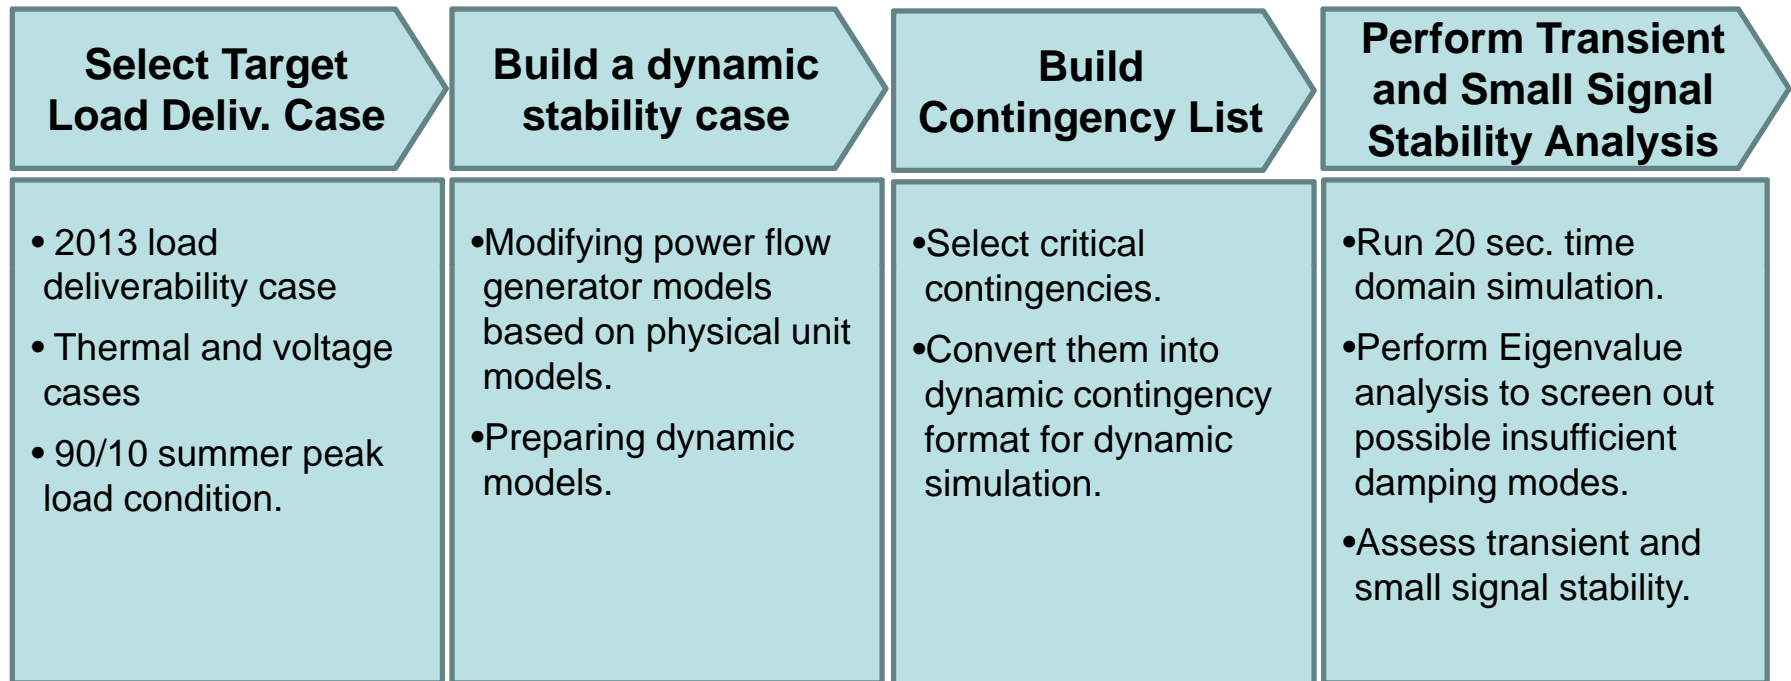 Select Target
Load Deliv. Case
• 2013 load
deliverability case
• Thermal and voltage
cases
• 90/10 summer peak
load condition.
Build a dynamic
stability case
•Modifying power flow
generator models
based on physical unit
models.
•Preparing dynamic
models.
Build
Contingency List
•Select critical
contingencies.
•Convert them into
dynamic contingency
format for dynamic
simulation.
Perform Transient
and Small Signal
Stability Analysis
•Run 20 sec. time
domain simulation.
•Perform Eigenvalue
analysis to screen out
possible insufficient
damping modes.
•Assess transient and
small signal stability.